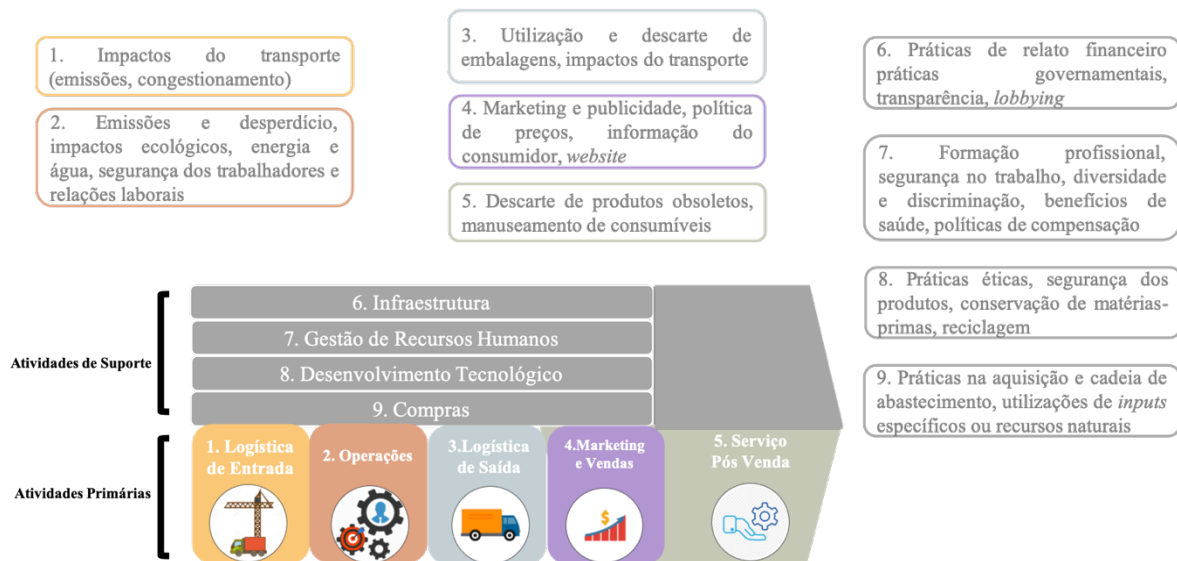 1. Impactos do transporte
(emissões, congestionamento)
2. Emissões e desperdício,
impactos ecológicos, energia e
água, segurança dos trabalhadores e
relações laborais
3. Utilização e descarte de
embalagens, impactos do transporte
4. Marketing e publicidade, política
de preços, informação do
consumidor, website
5. Descarte de produtos obsoletos,
manuseamento de consumíveis
6. Práticas de relato financeiro
práticas governamentais,
transparência, lobbying
7. Formação profissional,
segurança no trabalho, diversidade
e discriminação, benefícios de
saúde, políticas de compensação
8. Práticas éticas, segurança dos
produtos, conservação de matérias-
primas, reciclagem
9. Práticas na aquisição e cadeia de
abastecimento, utilizações de inputs
específicos ou recursos naturais
Atividades de Suporte
6. Infraestrutura
7. Gestão de Recursos Humanos
8. Desenvolvimento Tecnológico
9. Compras
Atividades Primárias
1. Logística
de Entrada
2. Operações
3.Logística
de Saída
4.Marketing
e Vendas
5. Serviço
Pós Venda
$